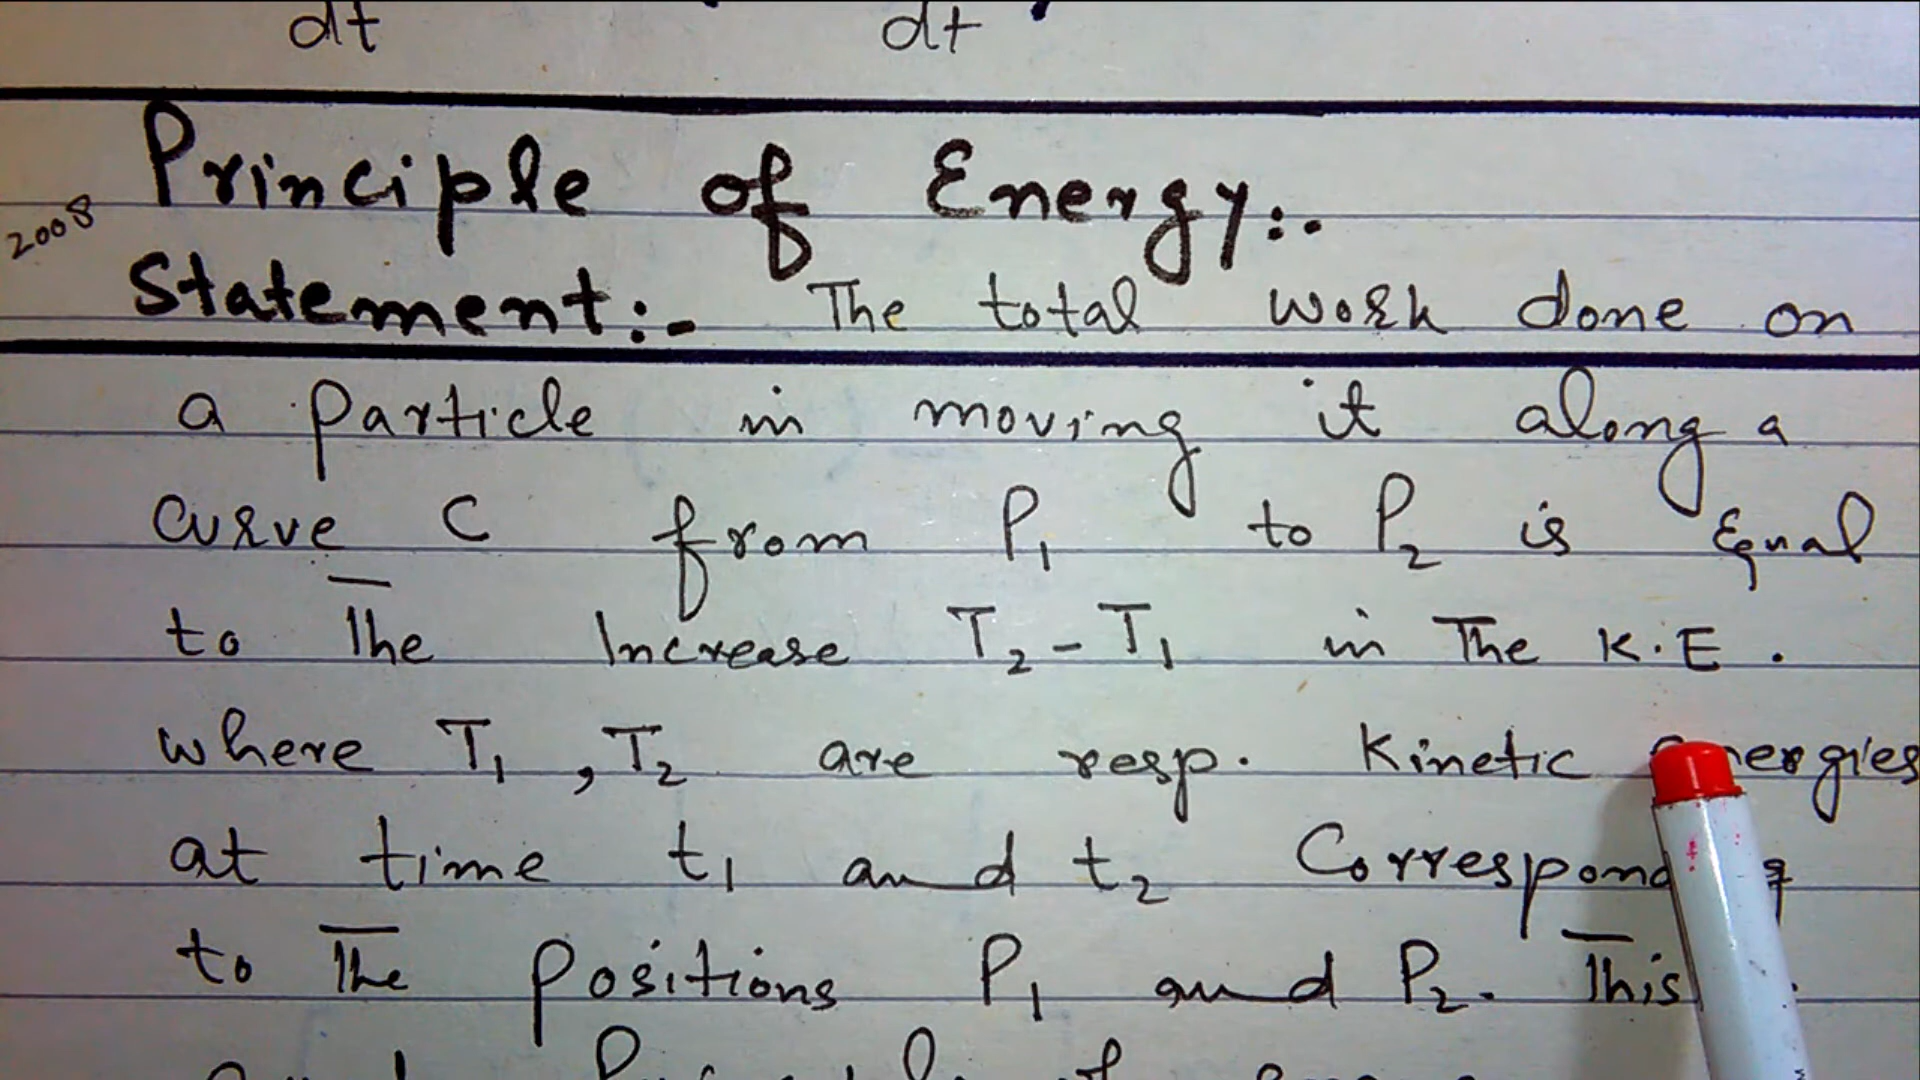 dt dt
Principle of Energy:-
2008
Statement:- The total work done on
a particle in moving it along a
curve C from P₁ to P₂ is Equal
to The Increase T₂ - T₁ in The K.E.
where T₁, T₂ are resp. Kinetic Energies
at time t₁ and t₂ Corresponding
to The positions P₁ and P₂. This